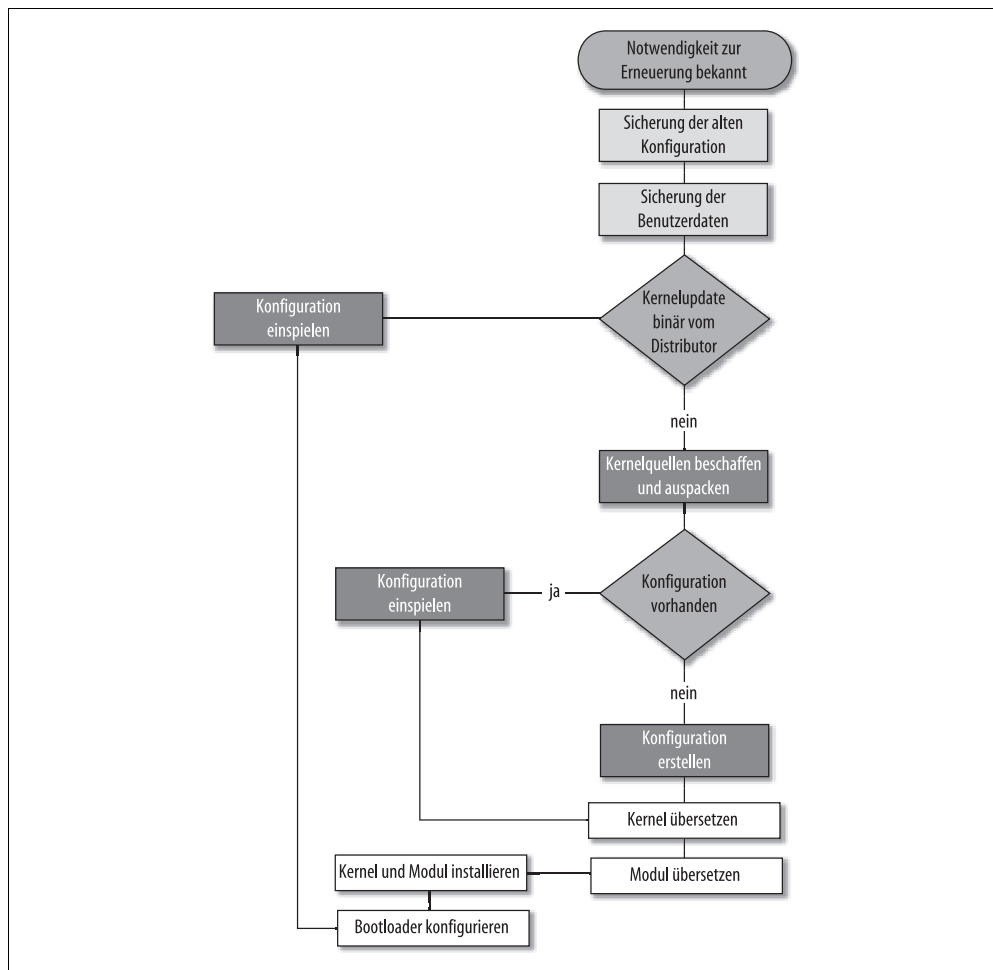 Notwendigkeit zur
Erneuerung bekannt
Sicherung der alten
Konfiguration
Sicherung der
Benutzerdaten
Kernelupdate
binär vom
Distributor
Konfiguration
einspielen
nein
Kernelquellen beschaffen
und auspacken
Konfiguration
vorhanden
ja
Konfiguration
einspielen
nein
Konfiguration
erstellen
Kernel übersetzen
Modul übersetzen
Kernel und Modul installieren
Bootloader konfigurieren